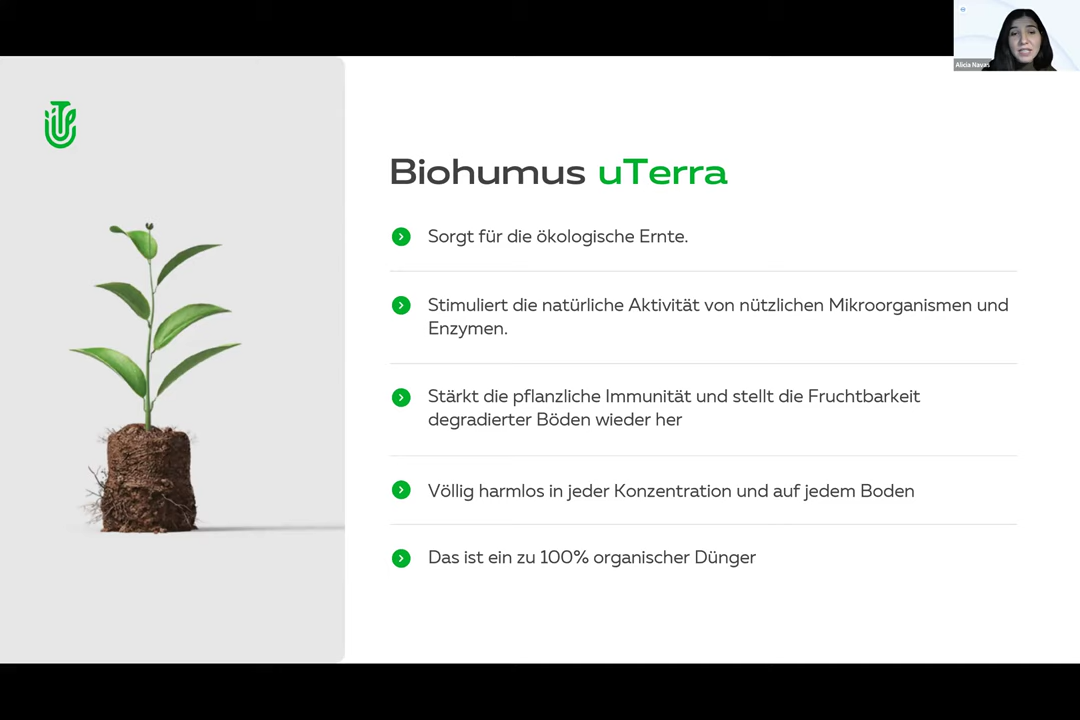 Alicia Navas
Biohumus uTerra
Sorgt für die ökologische Ernte.
Stimuliert die natürliche Aktivität von nützlichen Mikroorganismen und
Enzymen.
Stärkt die pflanzliche Immunität und stellt die Fruchtbarkeit
degradierter Böden wieder her
Völlig harmlos in jeder Konzentration und auf jedem Boden
Das ist ein zu 100% organischer Dünger